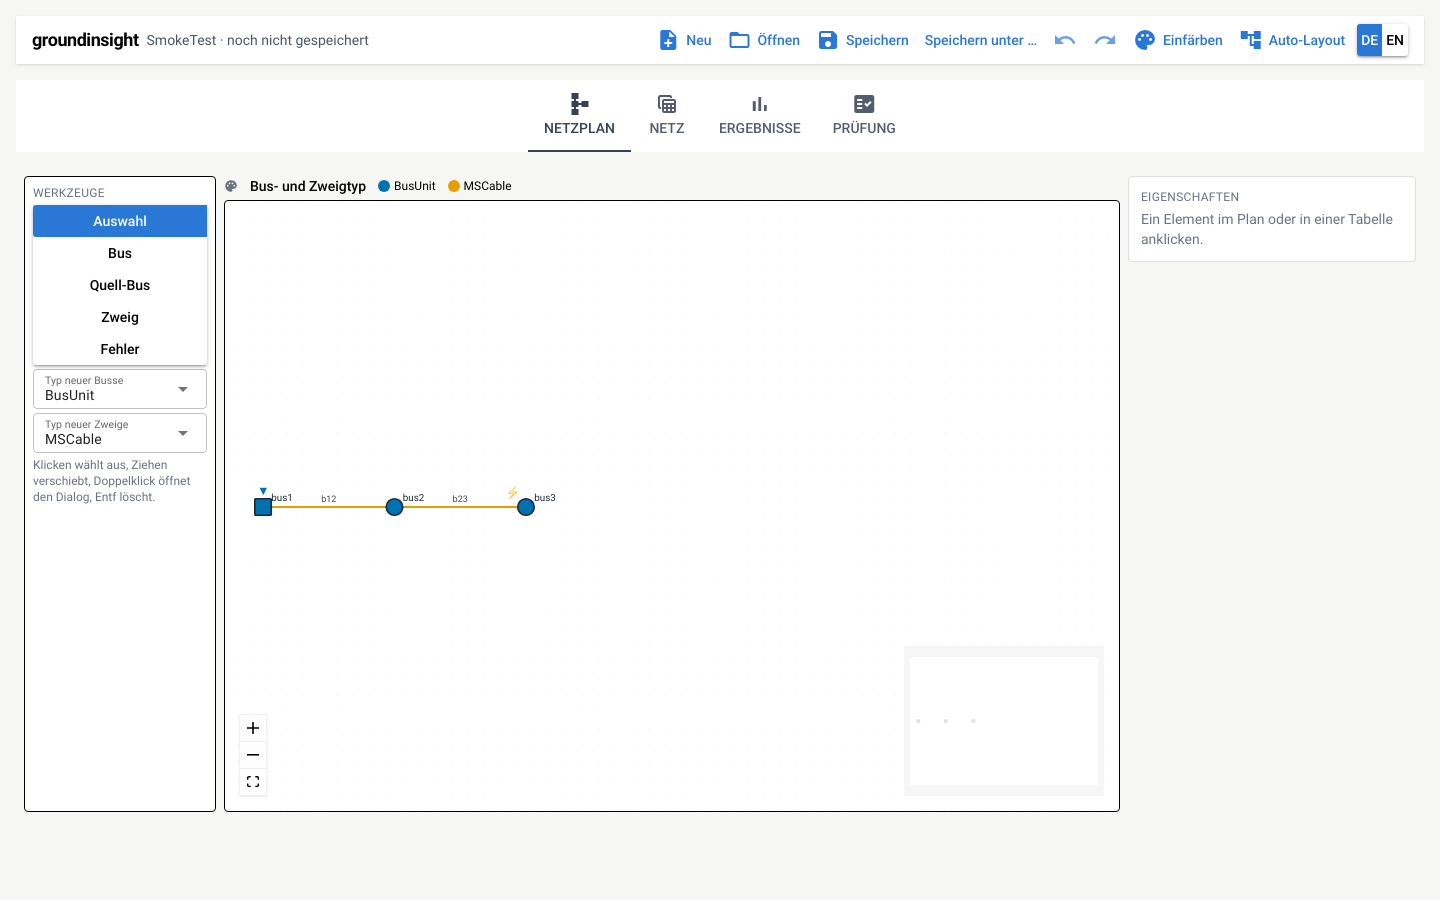 groundinsight SmokeTest · noch nicht gespeichert
Neu
Öffnen
Speichern
Speichern unter ...
Einfärben
Auto-Layout
DE EN
NETZPLAN
NETZ
ERGEBNISSE
PRÜFUNG
WERKZEUGE
Auswahl
Bus
Quell-Bus
Zweig
Fehler
Typ neuer Busse
BusUnit
Typ neuer Zweige
MSCable
Klicken wählt aus, Ziehen
verschiebt, Doppelklick öffnet
den Dialog, Entf löscht.
Bus- und Zweigtyp BusUnit MSCable
bus1
b12
bus2
b23
bus3
EIGENSCHAFTEN
Ein Element im Plan oder in einer Tabelle
anklicken.